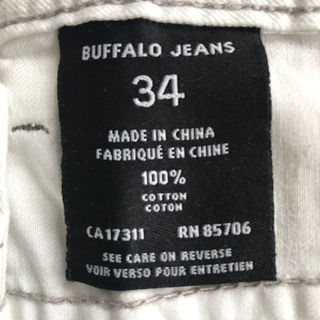 BUFFALO JEANS
34
MADE IN CHINA
FABRIQUÉ EN CHINE
100%
COTTON
COTON
CA17311 RN 85706
SEE CARE ON REVERSE
VOIR VERSO POUR ENTRETIEN